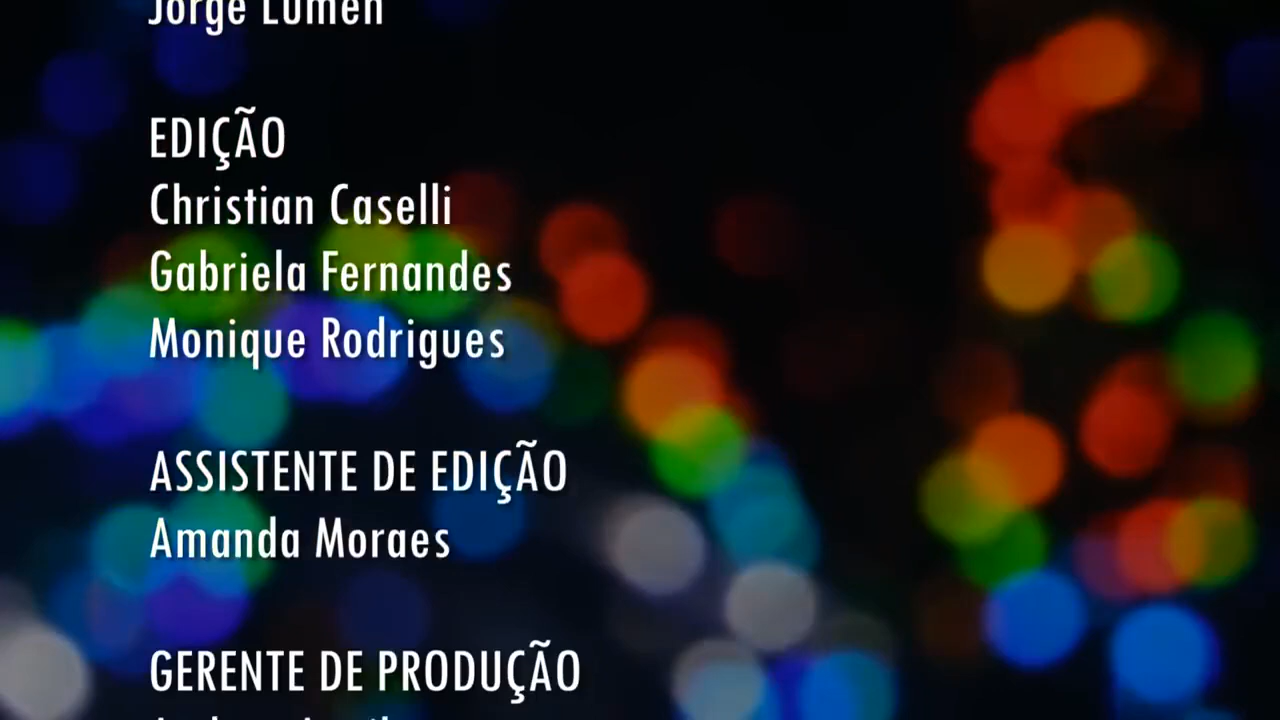 Jorge Lumen
EDIÇÃO
Christian Caselli
Gabriela Fernandes
Monique Rodrigues
ASSISTENTE DE EDIÇÃO
Amanda Moraes
GERENTE DE PRODUÇÃO